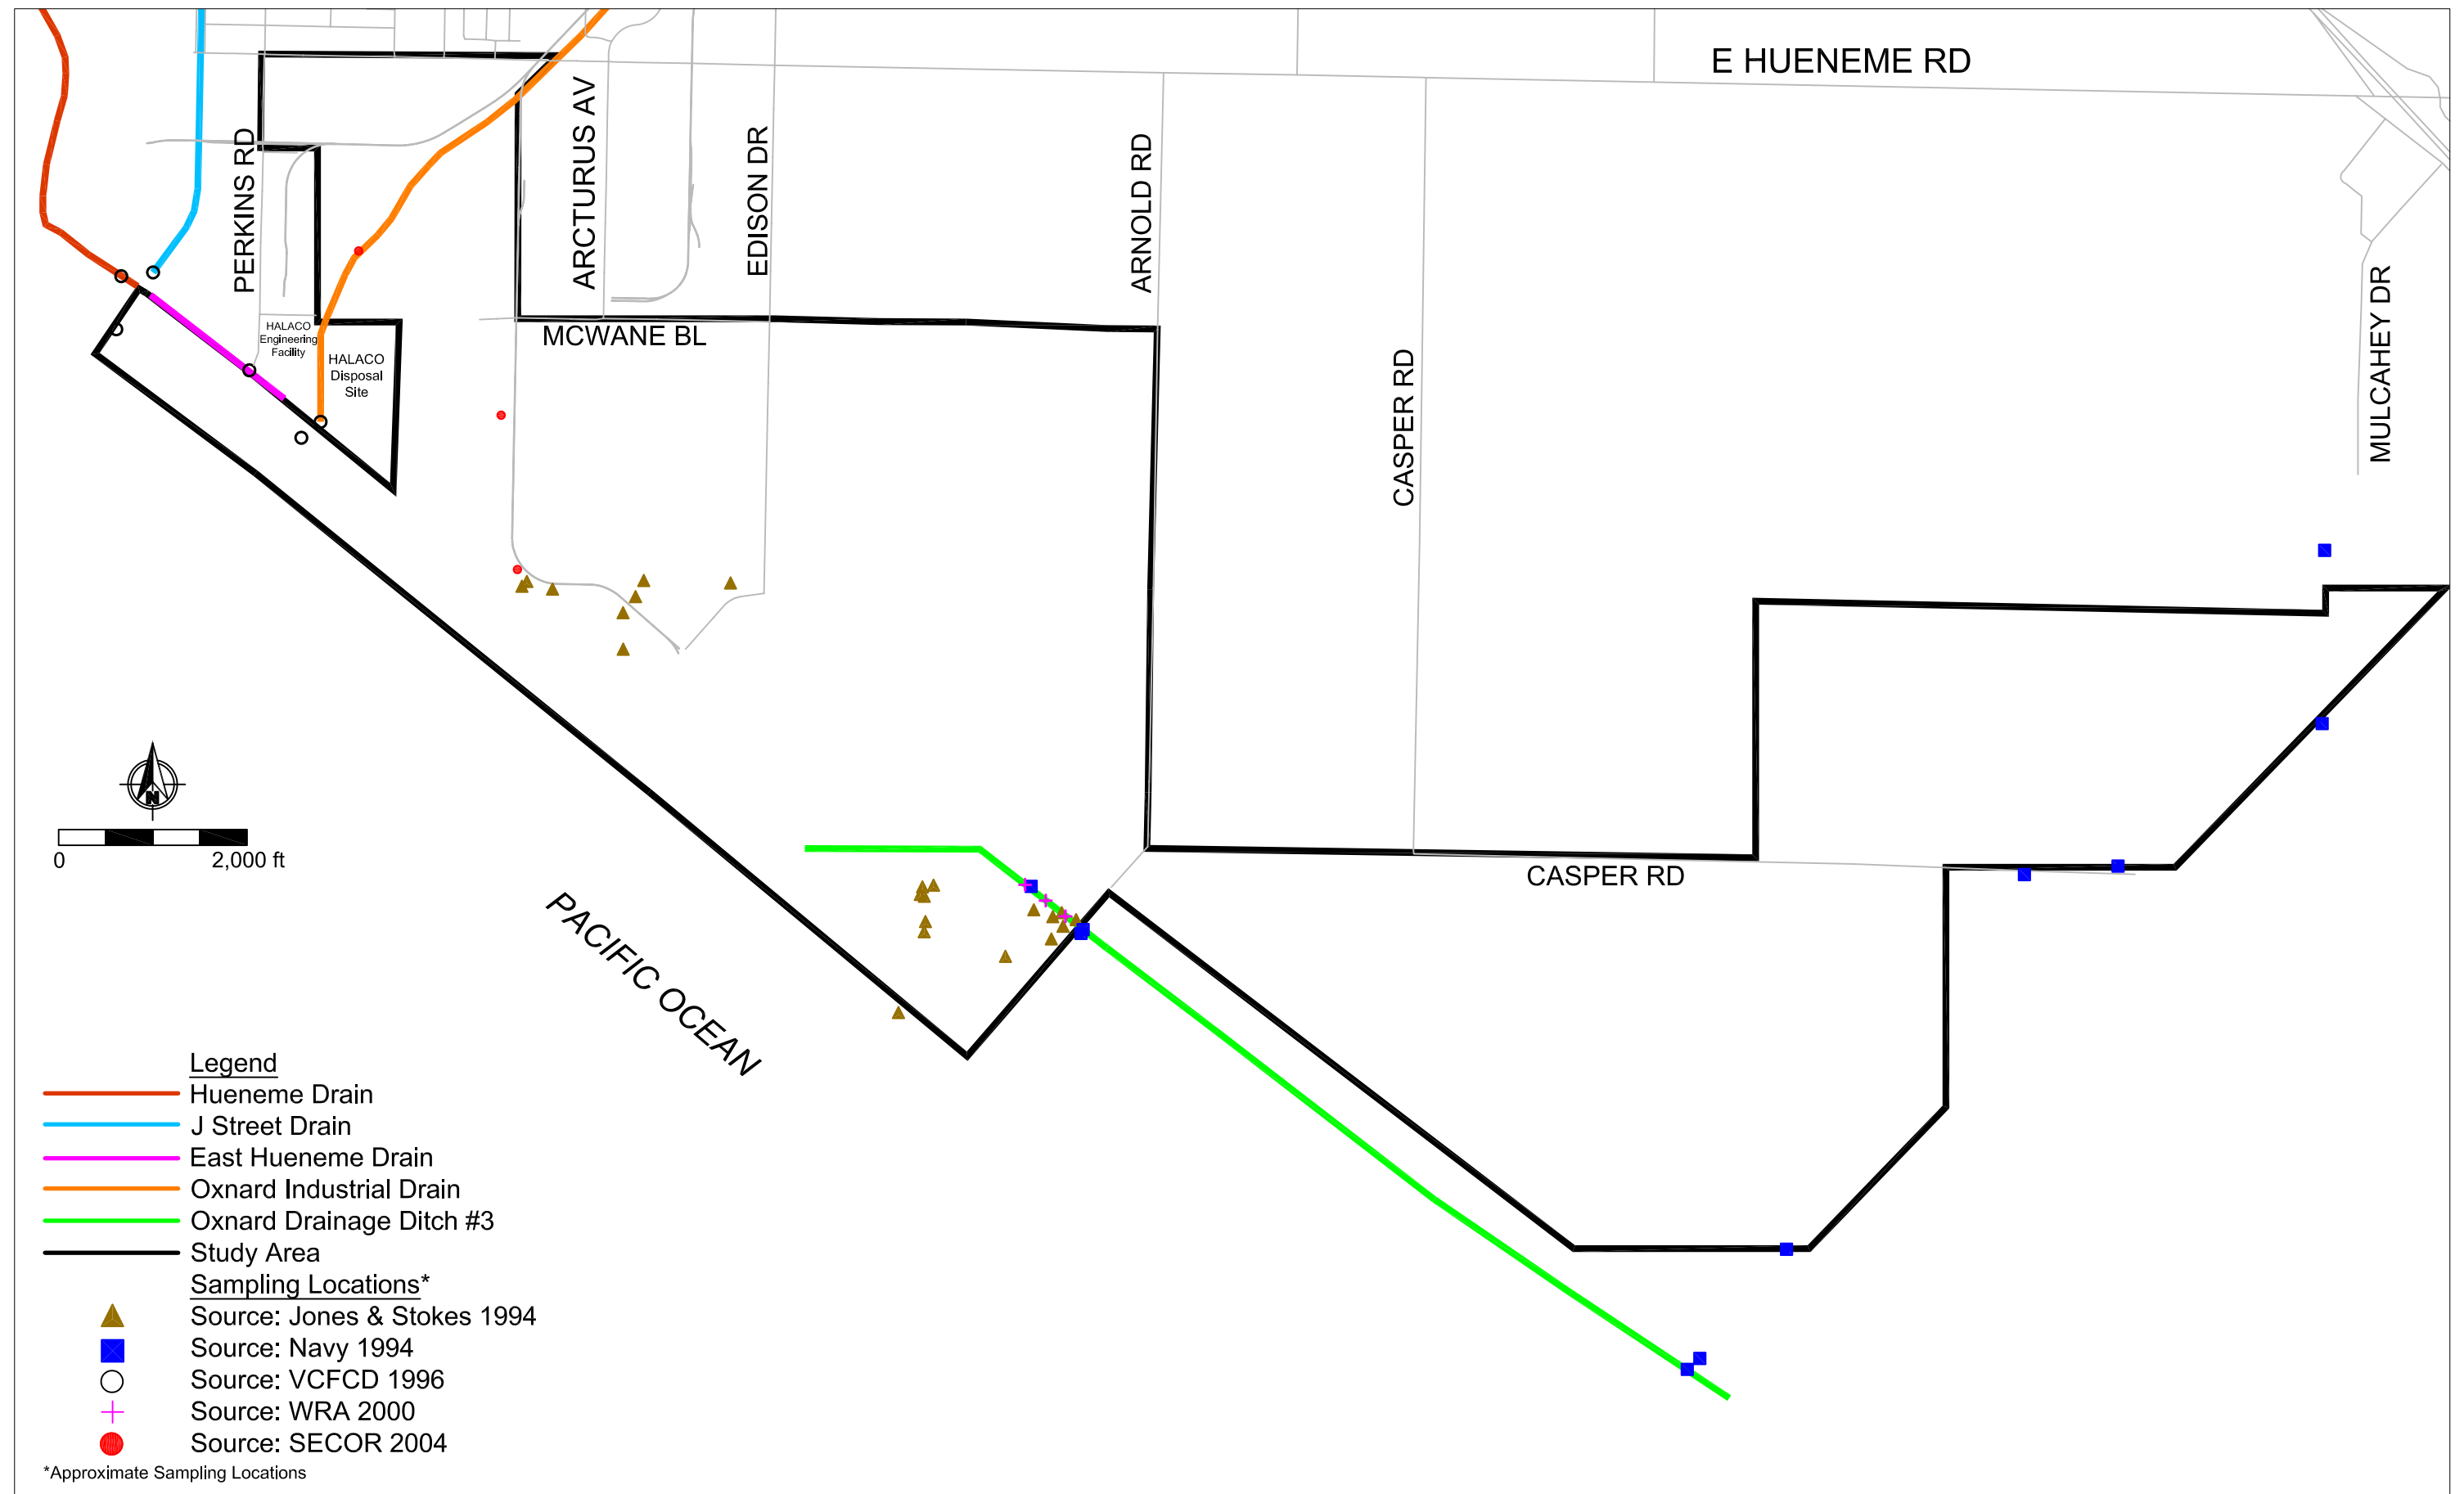 E HUENEME RD
PERKINS RD
ARCTURUS AV
EDISON DR
ARNOLD RD
CASPER RD
MULCAHEY DR
HALACO
Engineering
Facility
HALACO
Disposal
Site
MCWANE BL
N
0
2,000 ft
CASPER RD
PACIFIC OCEAN
Legend
Hueneme Drain
J Street Drain
East Hueneme Drain
Oxnard Industrial Drain
Oxnard Drainage Ditch #3
Study Area
Sampling Locations*
Source: Jones & Stokes 1994
Source: Navy 1994
Source: VCFCD 1996
Source: WRA 2000
Source: SECOR 2004
*Approximate Sampling Locations